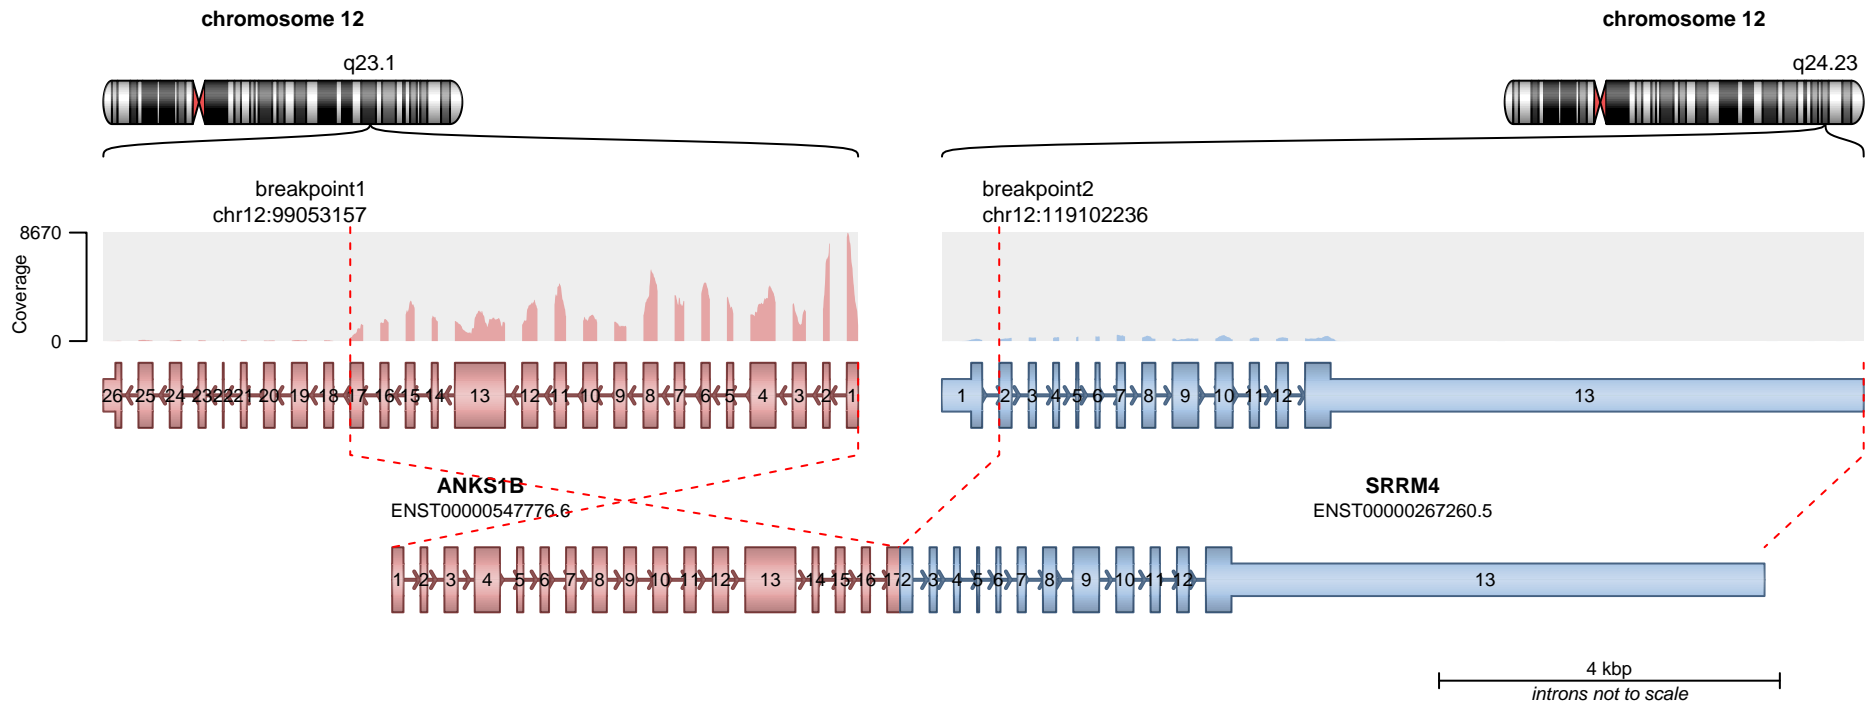 chromosome 12
chromosome 12
q23.1
q24.23
breakpoint1
chr12:99053157
breakpoint2
chr12:119102236
8670
0
Coverage
26 25 24 23 22 21 20 19 18 17 16 15 14 13 12 11 10 9 8 7 6 5 4 3 2 1
1 2 3 4 5 6 7 8 9 10 11 12 13
ANKS1B
ENST00000547776.6
SRRM4
ENST00000267260.5
1 2 3 4 5 6 7 8 9 10 11 12 13 14 15 16 17 2 3 4 5 6 7 8 9 10 11 12 13
4 kbp
introns not to scale